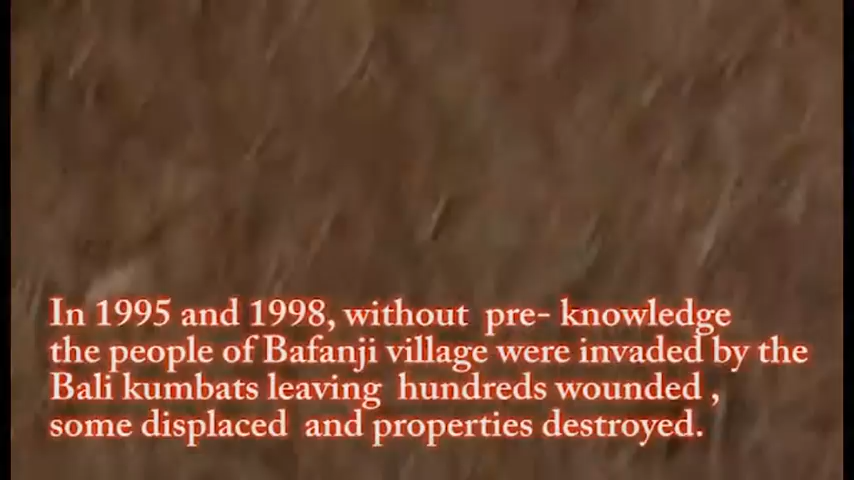 In 1995 and 1998, without pre- knowledge
the people of Bafanji village were invaded by the
Bali kumbats leaving hundreds wounded ,
some displaced and properties destroyed.